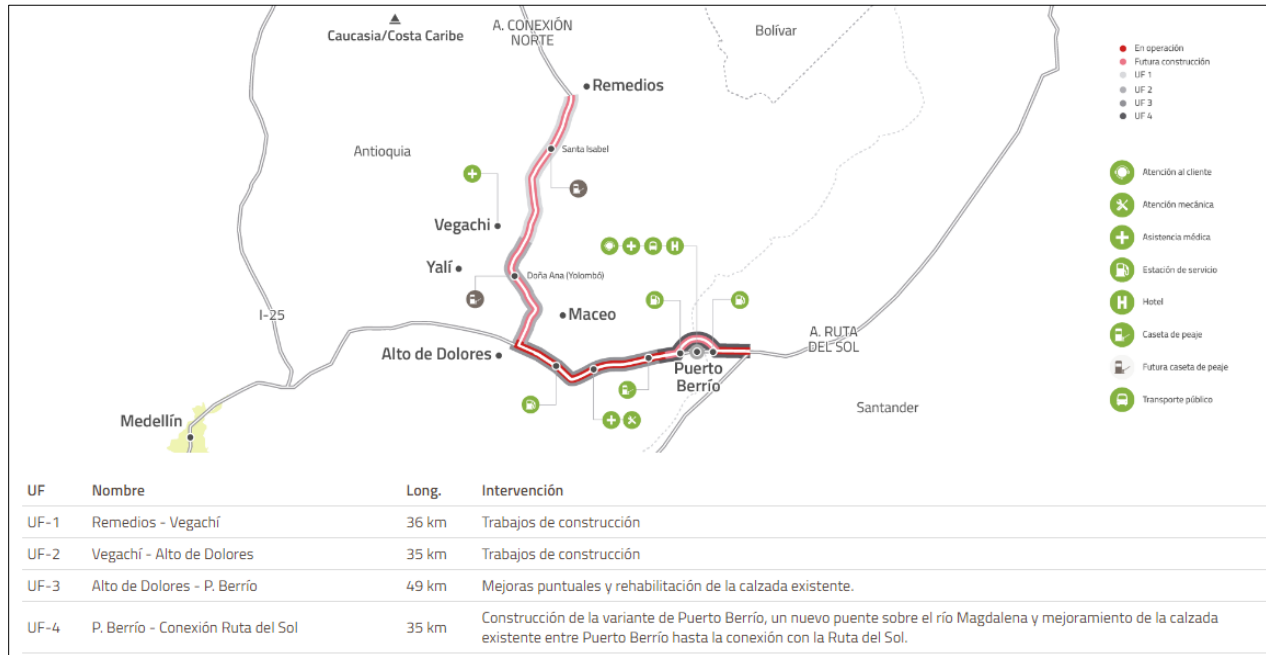 Caucasia/Costa Caribe
A. CONEXIÓN
NORTE
Bolívar
Remedios
Santa Isabel
Antioquia
Vegachi
Yalí
Doña Ana (Yolombó)
Maceo
I-25
Alto de Dolores
H
A. RUTA
DEL SOL
Puerto
Berrío
Santander
Medellín
En operación
Futura construcción
UF 1
UF 2
UF 3
UF 4
Atención al cliente
Atención mecánica
Asistencia médica
Estación de servicio
H Hotel
Caseta de peaje
Futura caseta de peaje
Transporte público
UF Nombre Long. Intervención
UF-1 Remedios - Vegachí 36 km Trabajos de construcción
UF-2 Vegachí - Alto de Dolores 35 km Trabajos de construcción
UF-3 Alto de Dolores - P. Berrío 49 km Mejoras puntuales y rehabilitación de la calzada existente.
UF-4 P. Berrío - Conexión Ruta del Sol 35 km Construcción de la variante de Puerto Berrío, un nuevo puente sobre el río Magdalena y mejoramiento de la calzada
existente entre Puerto Berrío hasta la conexión con la Ruta del Sol.